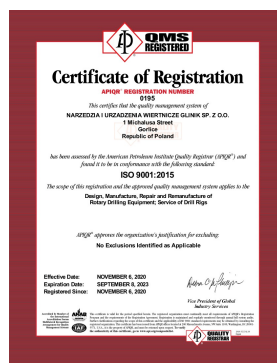 QMS
REGISTERED
Certificate of Registration
APIQR® REGISTRATION NUMBER
0195
This certifies that the quality management system of
NARZEDZIA I URZADZENIA WIERTNICZE GLINIK SP. Z O.O.
1 Michalusa Street
Gorlice
Republic of Poland
has been assessed by the American Petroleum Institute Quality Registrar (APIQR®) and
found it to be in conformance with the following standard:
ISO 9001:2015
The scope of this registration and the approved quality management system applies to the
Design, Manufacture, Repair and Remanufacture of
Rotary Drilling Equipment; Service of Drill Rigs
APIQR® approves the organization's justification for excluding:
No Exclusions Identified as Applicable
Effective Date: NOVEMBER 6, 2020
Expiration Date: SEPTEMBER 8, 2023
Registered Since: NOVEMBER 6, 2020
Vice President of Global
Industry Services
QUALITY
REGISTRAR